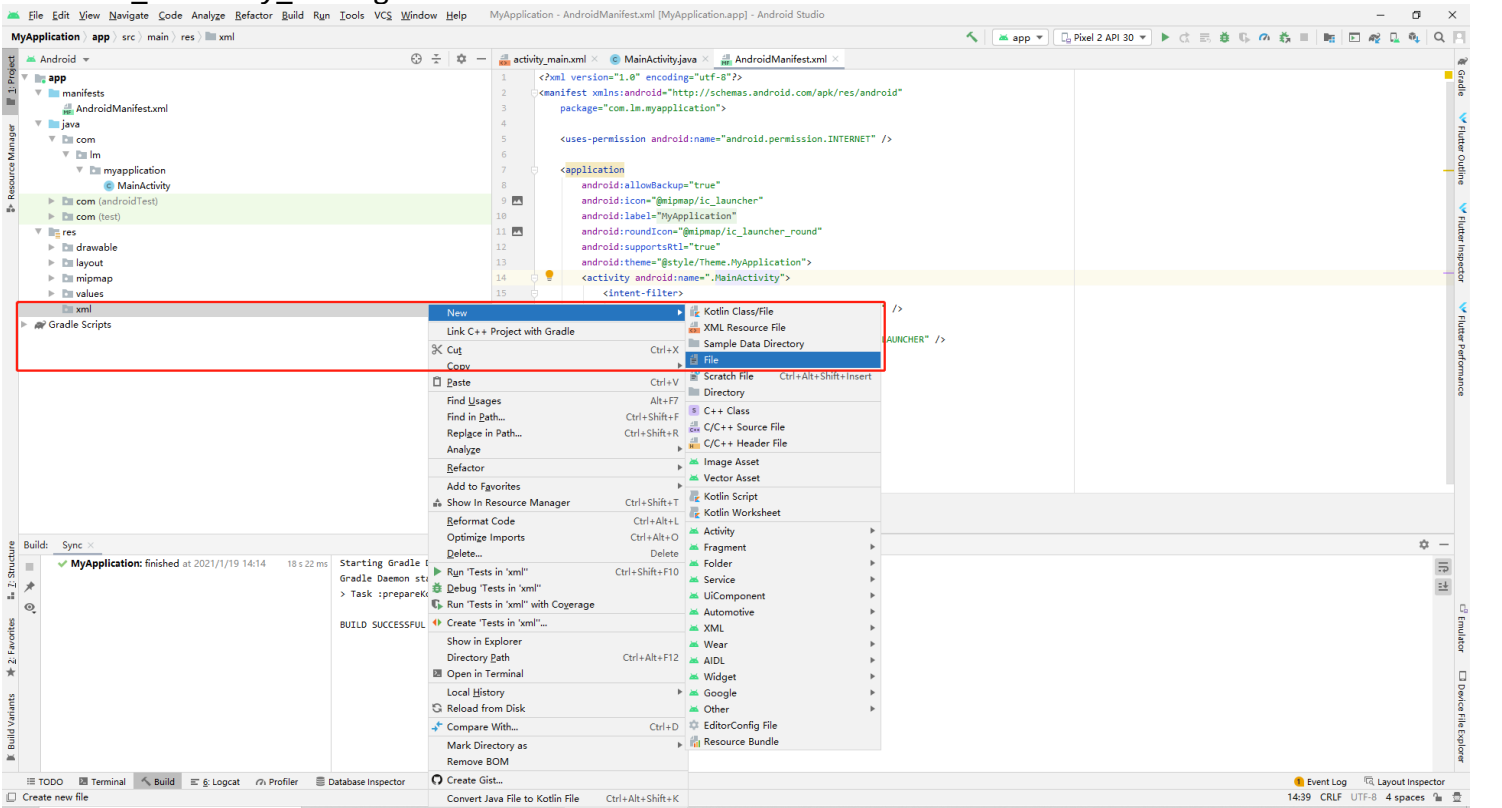 File Edit View Navigate Code Analyze Refactor Build Run Tools VCS Window Help MyApplication - AndroidManifest.xml [MyApplication.app] - Android Studio
MyApplication app src main res xml
app Pixel 2 API 30
Android
activity_main.xml MainActivity.java AndroidManifest.xml
app
manifests
AndroidManifest.xml
java
com
lm
myapplication
MainActivity
com (androidTest)
com (test)
res
drawable
layout
mipmap
values
xml
Gradle Scripts
1 <?xml version="1.0" encoding="utf-8"?>
2 <manifest xmlns:android="http://schemas.android.com/apk/res/android"
3 package="com.lm.myapplication">
4
5 <uses-permission android:name="android.permission.INTERNET" />
6
7 <application
8 android:allowBackup="true"
9 android:icon="@mipmap/ic_launcher"
10 android:label="MyApplication"
11 android:roundIcon="@mipmap/ic_launcher_round"
12 android:supportsRtl="true"
13 android:theme="@style/Theme.MyApplication">
14 <activity android:name=".MainActivity">
15 <intent-filter>
/>
LAUNCHER" />
New
Link C++ Project with Gradle
Cut Ctrl+X
Copy
Paste Ctrl+V
Find Usages Alt+F7
Find in Path... Ctrl+Shift+F
Replace in Path... Ctrl+Shift+R
Analyze
Refactor
Add to Favorites
Show In Resource Manager Ctrl+Shift+T
Reformat Code Ctrl+Alt+L
Optimize Imports Ctrl+Alt+O
Delete... Delete
Run 'Tests in 'xml'' Ctrl+Shift+F10
Debug 'Tests in 'xml''
Run 'Tests in 'xml'' with Coverage
Create 'Tests in 'xml''...
Show in Explorer
Directory Path Ctrl+Alt+F12
Open in Terminal
Local History
Reload from Disk
Compare With... Ctrl+D
Mark Directory as
Remove BOM
Create Gist...
Convert Java File to Kotlin File Ctrl+Alt+Shift+K
Kotlin Class/File
XML Resource File
Sample Data Directory
File
Scratch File Ctrl+Alt+Shift+Insert
Directory
C++ Class
C/C++ Source File
C/C++ Header File
Image Asset
Vector Asset
Kotlin Script
Kotlin Worksheet
Activity
Fragment
Folder
Service
UiComponent
Automotive
XML
Wear
AIDL
Widget
Google
Other
EditorConfig File
Resource Bundle
Build: Sync
MyApplication: finished at 2021/1/19 14:14 18 s 22 ms
Starting Gradle D
Gradle Daemon sta
> Task :prepareKo
BUILD SUCCESSFUL
1: Project
Resource Manager
7: Structure
2: Favorites
Build Variants
Gradle
Flutter Outline
Flutter Inspector
Flutter Performance
Emulator
Device File Explorer
TODO Terminal Build 6: Logcat Profiler Database Inspector
1 Event Log Layout Inspector
Create new file
14:39 CRLF UTF-8 4 spaces